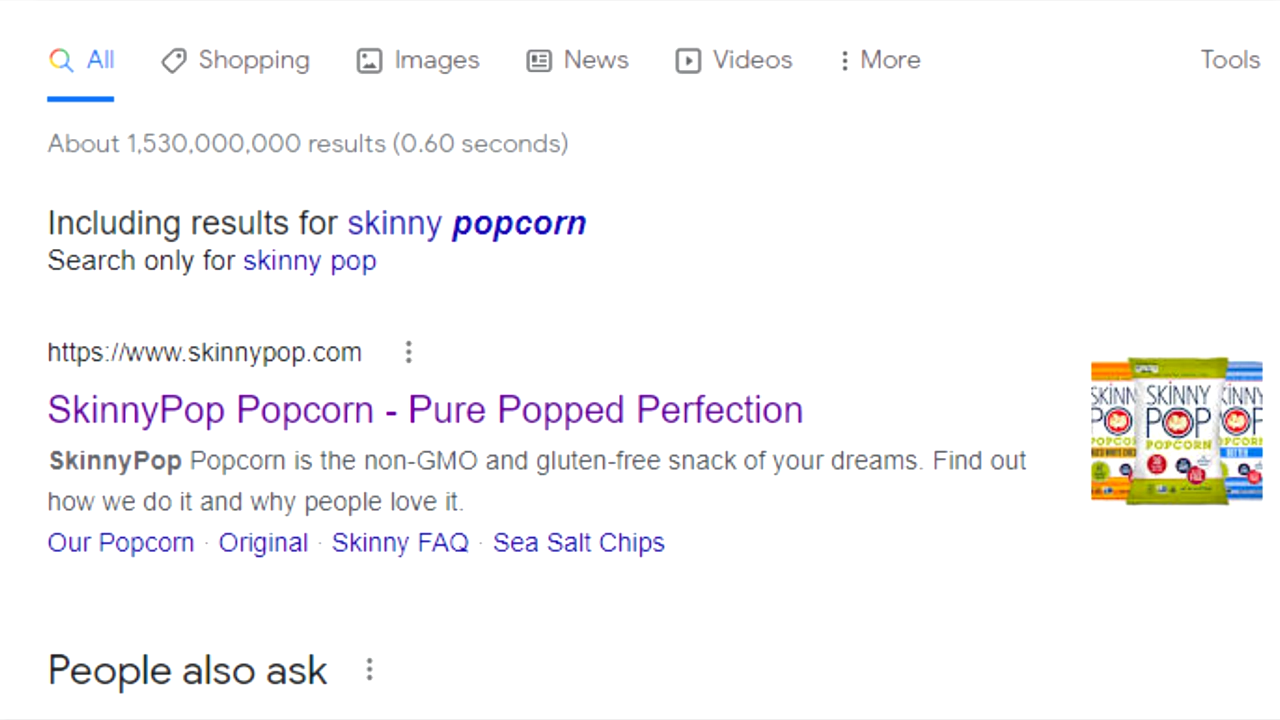 All Shopping Images News Videos More Tools
About 1,530,000,000 results (0.60 seconds)
Including results for skinny popcorn
Search only for skinny pop
https://www.skinnypop.com
SkinnyPop Popcorn - Pure Popped Perfection
SkinnyPop Popcorn is the non-GMO and gluten-free snack of your dreams. Find out
how we do it and why people love it.
Our Popcorn · Original · Skinny FAQ · Sea Salt Chips
SKINNY
POP
POPCORN
People also ask